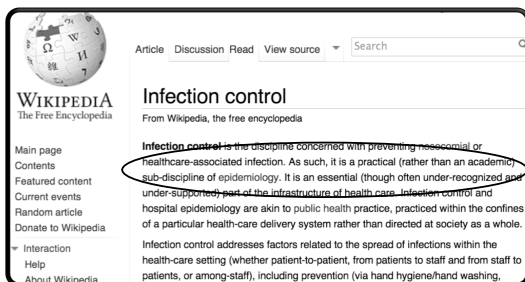 Ω
W
И
WIKIPEDIA
The Free Encyclopedia
Main page
Contents
Featured content
Current events
Random article
Donate to Wikipedia
Interaction
Help
About Wikipedia
Article Discussion Read View source Search
Infection control
From Wikipedia, the free encyclopedia
Infection control is the discipline concerned with preventing nosocomial or
healthcare-associated infection. As such, it is a practical (rather than an academic)
sub-discipline of epidemiology. It is an essential (though often under-recognized and
under-supported) part of the infrastructure of health care. Infection control and
hospital epidemiology are akin to public health practice, practiced within the confines
of a particular health-care delivery system rather than directed at society as a whole.
Infection control addresses factors related to the spread of infections within the
health-care setting (whether patient-to-patient, from patients to staff and from staff to
patients, or among-staff), including prevention (via hand hygiene/hand washing,